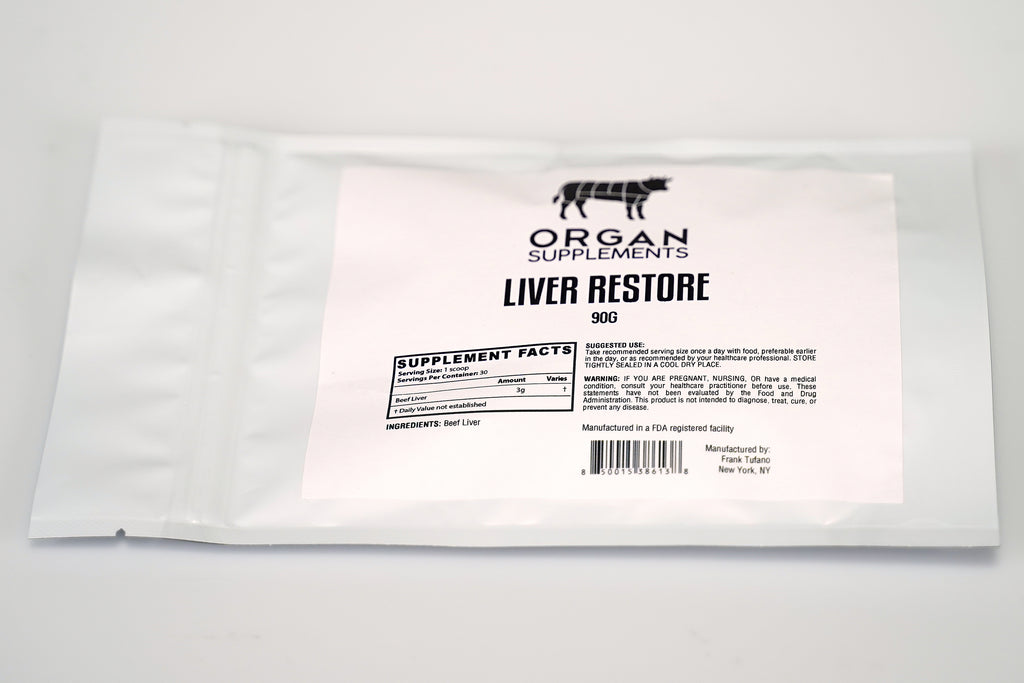 ORGAN
SUPPLEMENTS
LIVER RESTORE
90G
SUPPLEMENT FACTS
Serving Size: 1 scoop
Servings Per Container: 30
Amount Varies
Beef Liver 3g †
† Daily Value not established
INGREDIENTS: Beef Liver
SUGGESTED USE:
Take recommended serving size once a day with food, preferable earlier
in the day, or as recommended by your healthcare professional. STORE
TIGHTLY SEALED IN A COOL DRY PLACE.
WARNING: IF YOU ARE PREGNANT, NURSING, OR have a medical
condition, consult your healthcare practitioner before use. These
statements have not been evaluated by the Food and Drug
Administration. This product is not intended to diagnose, treat, cure, or
prevent any disease.
Manufactured in a FDA registered facility
8 50015 38613 8
Manufactured by:
Frank Tufano
New York, NY